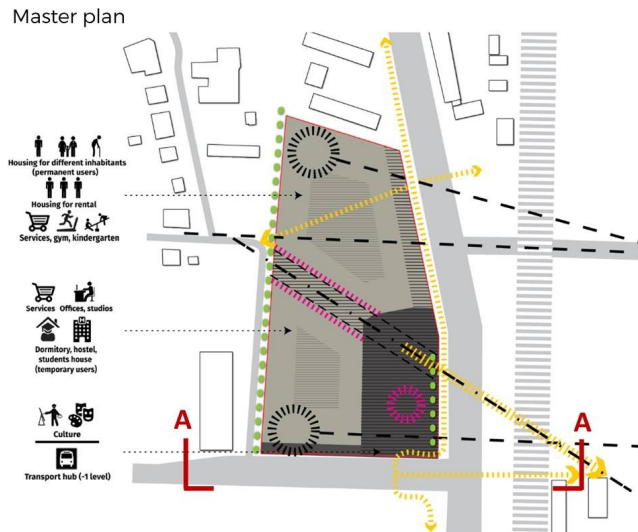 Master plan
Housing for different inhabitants
(permanent users)
Housing for rental
Services, gym, kindergarten
Services
Offices, studios
Dormitory, hostel,
students house
(temporary users)
Culture
Transport hub (-1 level)
A
A